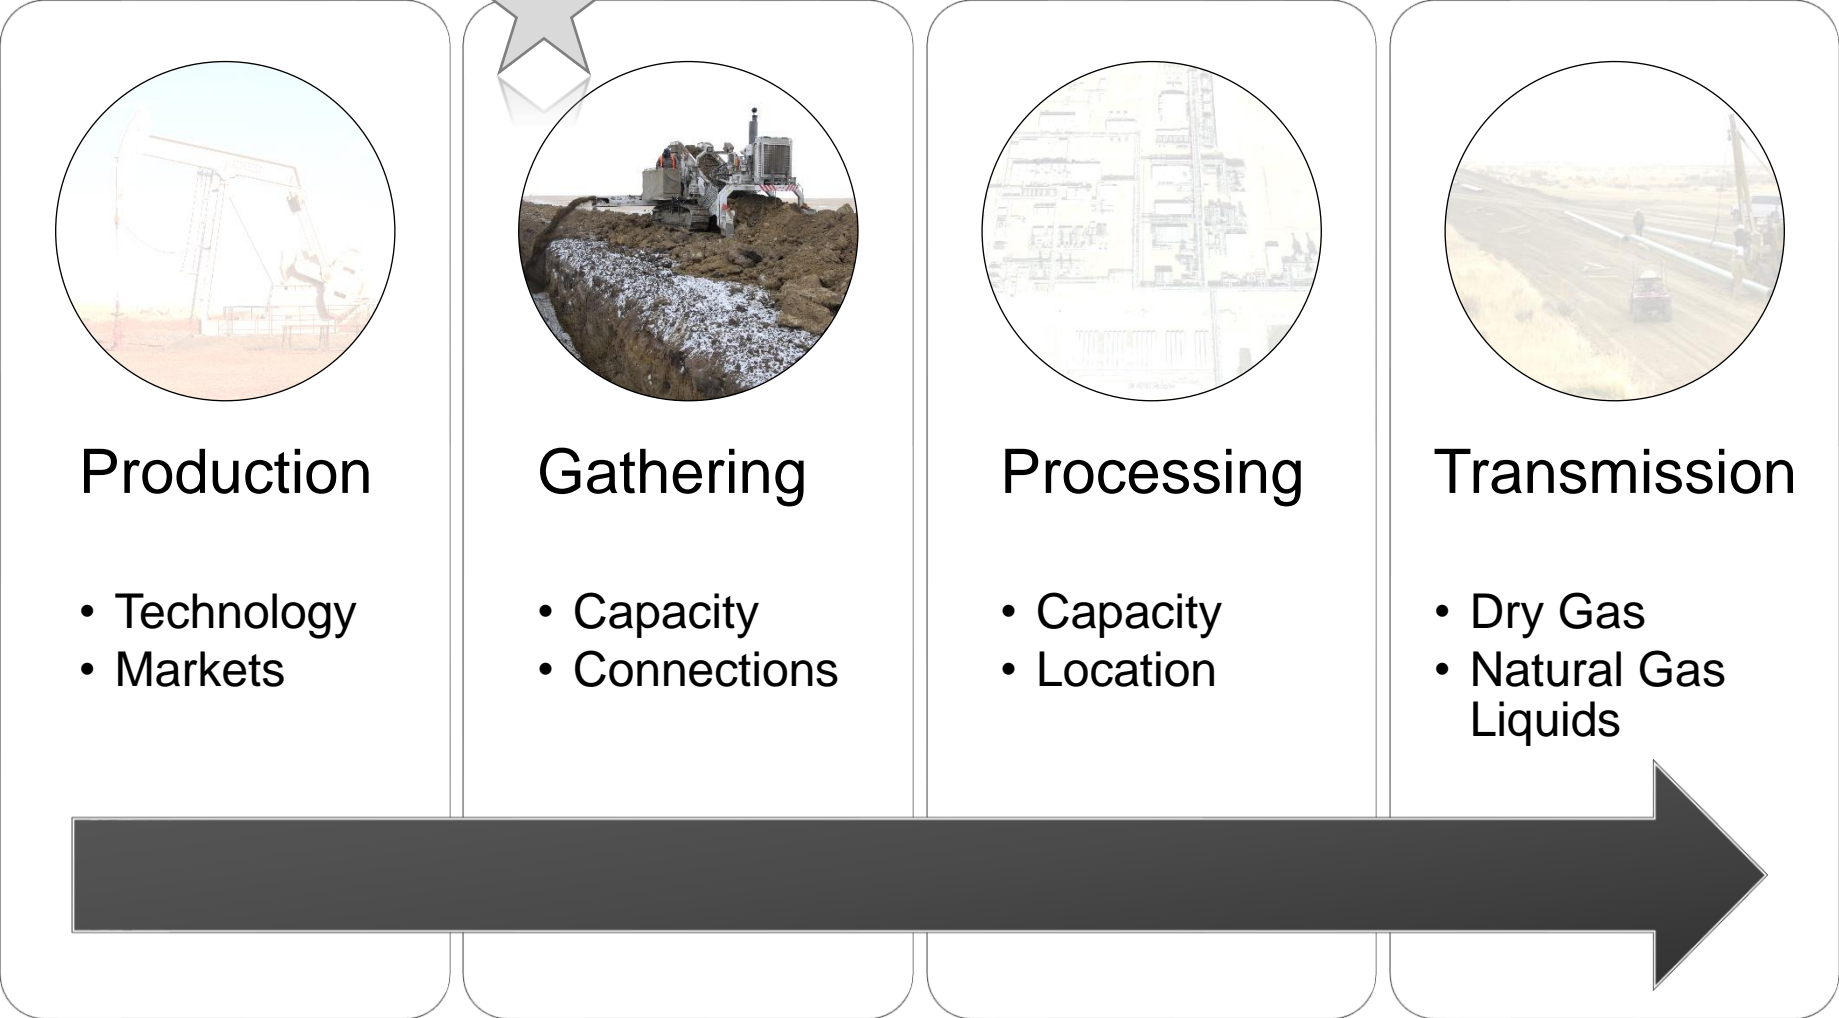 Production
• Technology
• Markets
Gathering
• Capacity
• Connections
Processing
• Capacity
• Location
Transmission
• Dry Gas
• Natural Gas
Liquids